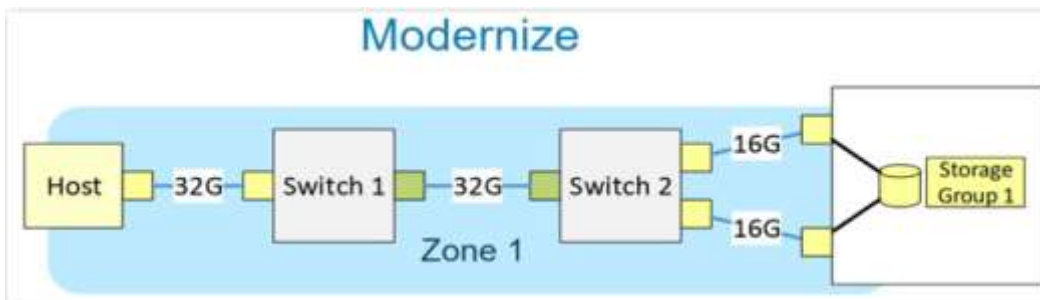 Modernize
Host
32G
Switch 1
32G
Switch 2
16G
16G
Storage
Group 1
Zone 1